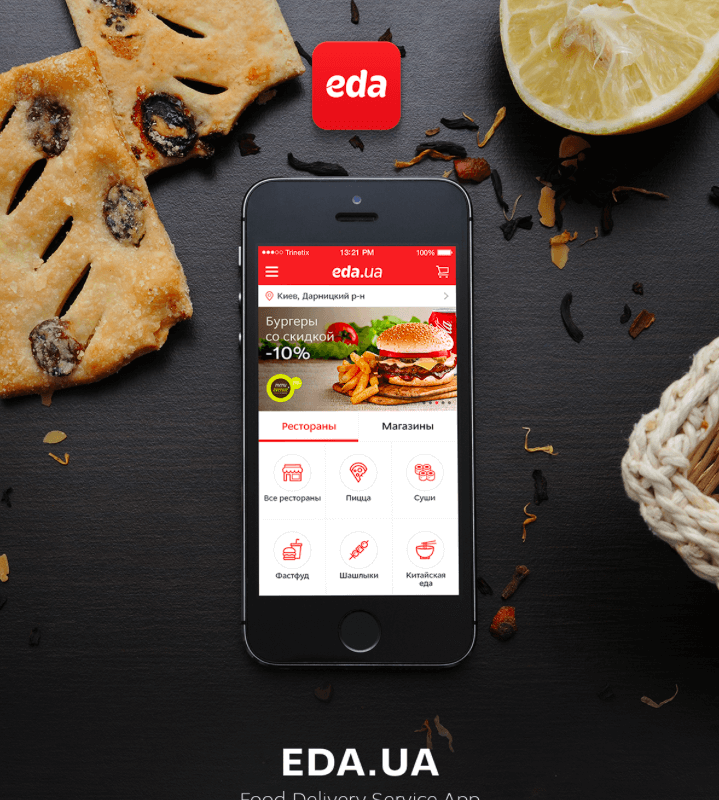 eda
Trinetix 13:21 PM 100%
eda.ua
Киев, Дарницкий р-н
Бургеры
со скидкой
-10%
Рестораны Магазины
Все рестораны Пицца Суши
Фастфуд Шашлыки Китайская
еда
EDA.UA
Food Delivery Service App